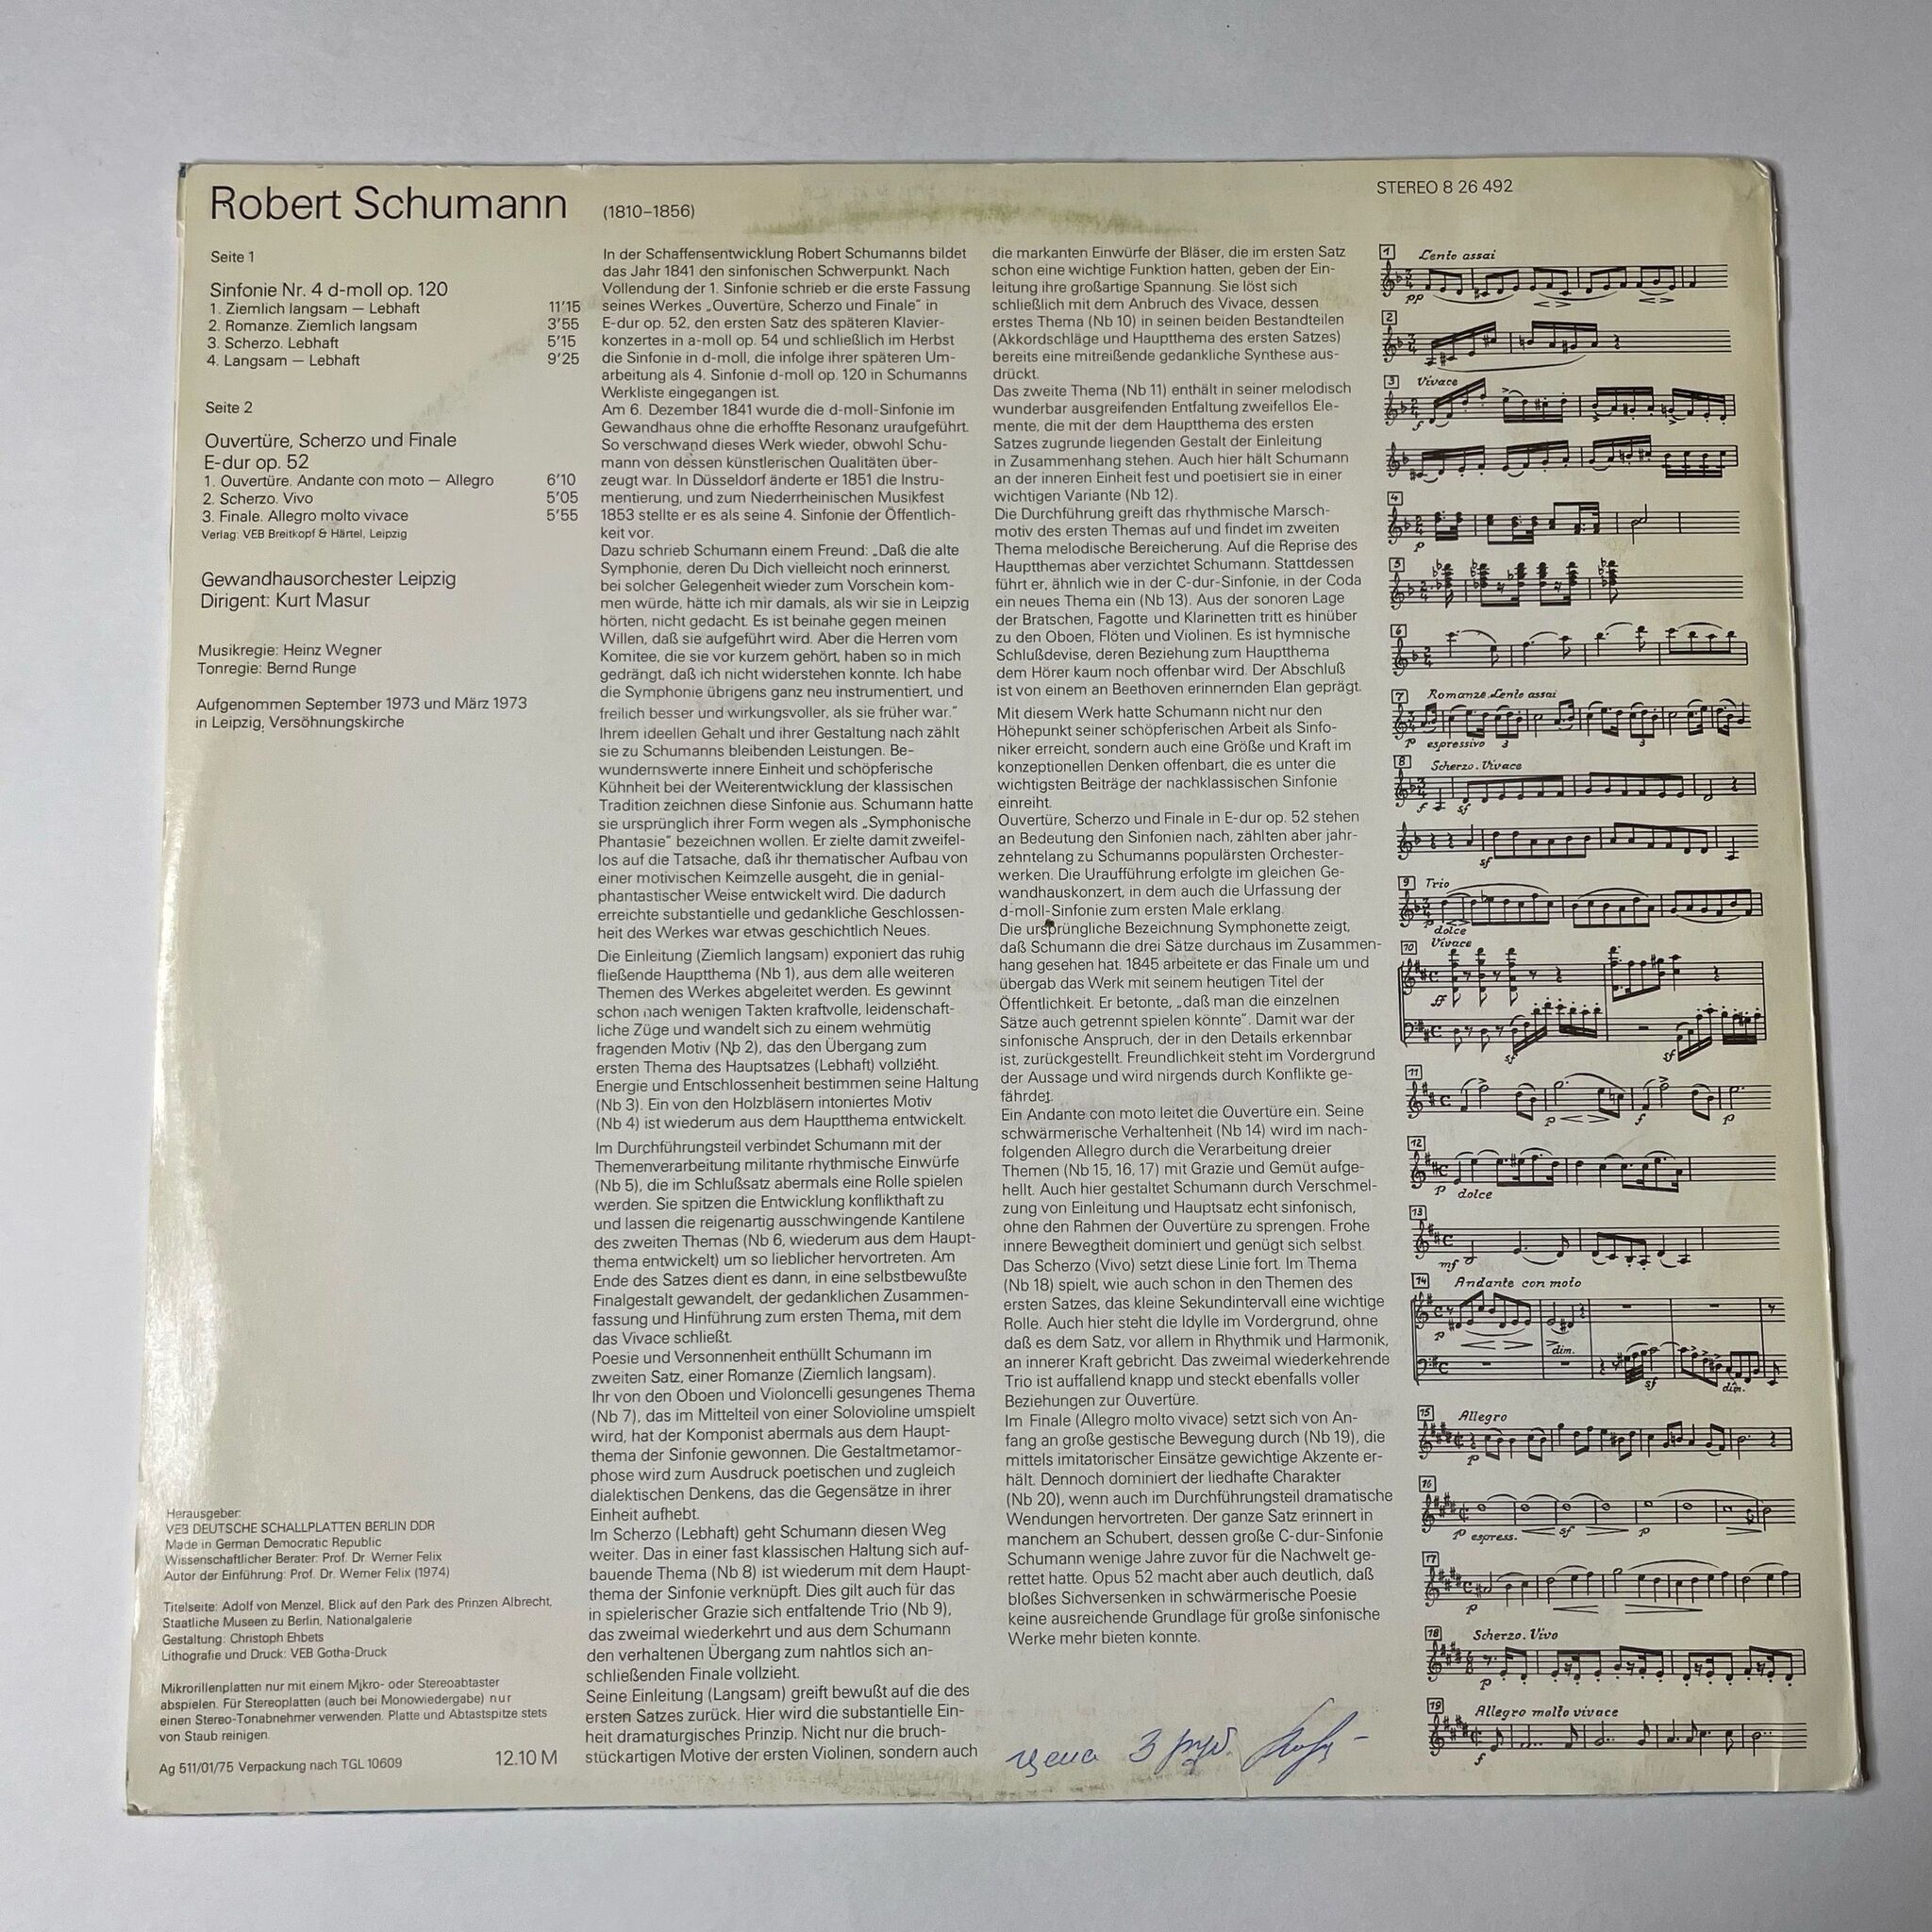 Robert Schumann (1810–1856)
STEREO 8 26 492
Seite 1
Sinfonie Nr. 4 d-moll op. 120
1. Ziemlich langsam — Lebhaft 11'15
2. Romanze. Ziemlich langsam 3'55
3. Scherzo. Lebhaft 5'15
4. Langsam — Lebhaft 9'25
Seite 2
Ouvertüre, Scherzo und Finale
E-dur op. 52
1. Ouvertüre. Andante con moto — Allegro 6'10
2. Scherzo. Vivo 5'05
3. Finale. Allegro molto vivace 5'55
Verlag: VEB Breitkopf & Härtel, Leipzig
Gewandhausorchester Leipzig
Dirigent: Kurt Masur
Musikregie: Heinz Wegner
Tonregie: Bernd Runge
Aufgenommen September 1973 und März 1973
in Leipzig, Versöhnungskirche
Herausgeber:
VEB DEUTSCHE SCHALLPLATTEN BERLIN DDR
Made in German Democratic Republic
Wissenschaftlicher Berater: Prof. Dr. Werner Felix
Autor der Einführung: Prof. Dr. Werner Felix (1974)
Titelseite: Adolf von Menzel, Blick auf den Park des Prinzen Albrecht,
Staatliche Museen zu Berlin, Nationalgalerie
Gestaltung: Christoph Ehbets
Lithografie und Druck: VEB Gotha-Druck
Mikrorillenplatten nur mit einem Mikro- oder Stereoabtaster
abspielen. Für Stereoplatten (auch bei Monowiedergabe) nur
einen Stereo-Tonabnehmer verwenden. Platte und Abtastspitze stets
von Staub reinigen.
Ag 511/01/75 Verpackung nach TGL 10609 12.10 M
In der Schaffensentwicklung Robert Schumanns bildet
das Jahr 1841 den sinfonischen Schwerpunkt. Nach
Vollendung der 1. Sinfonie schrieb er die erste Fassung
seines Werkes „Ouvertüre, Scherzo und Finale" in
E-dur op. 52, den ersten Satz des späteren Klavier-
konzertes in a-moll op. 54 und schließlich im Herbst
die Sinfonie in d-moll, die infolge ihrer späteren Um-
arbeitung als 4. Sinfonie d-moll op. 120 in Schumanns
Werkliste eingegangen ist.
Am 6. Dezember 1841 wurde die d-moll-Sinfonie im
Gewandhaus ohne die erhoffte Resonanz uraufgeführt.
So verschwand dieses Werk wieder, obwohl Schu-
mann von dessen künstlerischen Qualitäten über-
zeugt war. In Düsseldorf änderte er 1851 die Instru-
mentierung, und zum Niederrheinischen Musikfest
1853 stellte er es als seine 4. Sinfonie der Öffentlich-
keit vor.
Dazu schrieb Schumann einem Freund: „Daß die alte
Symphonie, deren Du Dich vielleicht noch erinnerst,
bei solcher Gelegenheit wieder zum Vorschein kom-
men würde, hätte ich mir damals, als wir sie in Leipzig
hörten, nicht gedacht. Es ist beinahe gegen meinen
Willen, daß sie aufgeführt wird. Aber die Herren vom
Komitee, die sie vor kurzem gehört, haben so in mich
gedrängt, daß ich nicht widerstehen konnte. Ich habe
die Symphonie übrigens ganz neu instrumentiert, und
freilich besser und wirkungsvoller, als sie früher war."
Ihrem ideellen Gehalt und ihrer Gestaltung nach zählt
sie zu Schumanns bleibenden Leistungen. Be-
wundernswerte innere Einheit und schöpferische
Kühnheit bei der Weiterentwicklung der klassischen
Tradition zeichnen diese Sinfonie aus. Schumann hatte
sie ursprünglich ihrer Form wegen als „Symphonische
Phantasie" bezeichnen wollen. Er zielte damit zweifel-
los auf die Tatsache, daß ihr thematischer Aufbau von
einer motivischen Keimzelle ausgeht, die in genial-
phantastischer Weise entwickelt wird. Die dadurch
erreichte substantielle und gedankliche Geschlossen-
heit des Werkes war etwas geschichtlich Neues.
Die Einleitung (Ziemlich langsam) exponiert das ruhig
fließende Hauptthema (Nb 1), aus dem alle weiteren
Themen des Werkes abgeleitet werden. Es gewinnt
schon nach wenigen Takten kraftvolle, leidenschaft-
liche Züge und wandelt sich zu einem wehmütig
fragenden Motiv (Nb 2), das den Übergang zum
ersten Thema des Hauptsatzes (Lebhaft) vollzieht.
Energie und Entschlossenheit bestimmen seine Haltung
(Nb 3). Ein von den Holzbläsern intoniertes Motiv
(Nb 4) ist wiederum aus dem Hauptthema entwickelt.
Im Durchführungsteil verbindet Schumann mit der
Themenverarbeitung militante rhythmische Einwürfe
(Nb 5), die im Schlußsatz abermals eine Rolle spielen
werden. Sie spitzen die Entwicklung konflikthaft zu
und lassen die reigenartig ausschwingende Kantilene
des zweiten Themas (Nb 6, wiederum aus dem Haupt-
thema entwickelt) um so lieblicher hervortreten. Am
Ende des Satzes dient es dann, in eine selbstbewußte
Finalgestalt gewandelt, der gedanklichen Zusammen-
fassung und Hinführung zum ersten Thema, mit dem
das Vivace schließt.
Poesie und Versonnenheit enthüllt Schumann im
zweiten Satz, einer Romanze (Ziemlich langsam).
Ihr von den Oboen und Violoncelli gesungenes Thema
(Nb 7), das im Mittelteil von einer Solovioline umspielt
wird, hat der Komponist abermals aus dem Haupt-
thema der Sinfonie gewonnen. Die Gestaltmetamor-
phose wird zum Ausdruck poetischen und zugleich
dialektischen Denkens, das die Gegensätze in ihrer
Einheit aufhebt.
Im Scherzo (Lebhaft) geht Schumann diesen Weg
weiter. Das in einer fast klassischen Haltung sich auf-
bauende Thema (Nb 8) ist wiederum mit dem Haupt-
thema der Sinfonie verknüpft. Dies gilt auch für das
in spielerischer Grazie sich entfaltende Trio (Nb 9),
das zweimal wiederkehrt und aus dem Schumann
den verhaltenen Übergang zum nahtlos sich an-
schließenden Finale vollzieht.
Seine Einleitung (Langsam) greift bewußt auf die des
ersten Satzes zurück. Hier wird die substantielle Ein-
heit dramaturgisches Prinzip. Nicht nur die bruch-
stückartigen Motive der ersten Violinen, sondern auch
die markanten Einwürfe der Bläser, die im ersten Satz
schon eine wichtige Funktion hatten, geben der Ein-
leitung ihre großartige Spannung. Sie löst sich
schließlich mit dem Anbruch des Vivace, dessen
erstes Thema (Nb 10) in seinen beiden Bestandteilen
(Akkordschläge und Hauptthema des ersten Satzes)
bereits eine mitreißende gedankliche Synthese aus-
drückt.
Das zweite Thema (Nb 11) enthält in seiner melodisch
wunderbar ausgreifenden Entfaltung zweifellos Ele-
mente, die mit der dem Hauptthema des ersten
Satzes zugrunde liegenden Gestalt der Einleitung
in Zusammenhang stehen. Auch hier hält Schumann
an der inneren Einheit fest und poetisiert sie in einer
wichtigen Variante (Nb 12).
Die Durchführung greift das rhythmische Marsch-
motiv des ersten Themas auf und findet im zweiten
Thema melodische Bereicherung. Auf die Reprise des
Hauptthemas aber verzichtet Schumann. Stattdessen
führt er, ähnlich wie in der C-dur-Sinfonie, in der Coda
ein neues Thema ein (Nb 13). Aus der sonoren Lage
der Bratschen, Fagotte und Klarinetten tritt es hinüber
zu den Oboen, Flöten und Violinen. Es ist hymnische
Schlußdevise, deren Beziehung zum Hauptthema
dem Hörer kaum noch offenbar wird. Der Abschluß
ist von einem an Beethoven erinnernden Elan geprägt.
Mit diesem Werk hatte Schumann nicht nur den
Höhepunkt seiner schöpferischen Arbeit als Sinfo-
niker erreicht, sondern auch eine Größe und Kraft im
konzeptionellen Denken offenbart, die es unter die
wichtigsten Beiträge der nachklassischen Sinfonie
einreiht.
Ouvertüre, Scherzo und Finale in E-dur op. 52 stehen
an Bedeutung den Sinfonien nach, zählten aber jahr-
zehntelang zu Schumanns populärsten Orchester-
werken. Die Uraufführung erfolgte im gleichen Ge-
wandhauskonzert, in dem auch die Urfassung der
d-moll-Sinfonie zum ersten Male erklang.
Die ursprüngliche Bezeichnung Symphonette zeigt,
daß Schumann die drei Sätze durchaus im Zusammen-
hang gesehen hat. 1845 arbeitete er das Finale um und
übergab das Werk mit seinem heutigen Titel der
Öffentlichkeit. Er betonte, „daß man die einzelnen
Sätze auch getrennt spielen könnte". Damit war der
sinfonische Anspruch, der in den Details erkennbar
ist, zurückgestellt. Freundlichkeit steht im Vordergrund
der Aussage und wird nirgends durch Konflikte ge-
fährdet.
Ein Andante con moto leitet die Ouvertüre ein. Seine
schwärmerische Verhaltenheit (Nb 14) wird im nach-
folgenden Allegro durch die Verarbeitung dreier
Themen (Nb 15, 16, 17) mit Grazie und Gemüt aufge-
hellt. Auch hier gestaltet Schumann durch Verschmel-
zung von Einleitung und Hauptsatz echt sinfonisch,
ohne den Rahmen der Ouvertüre zu sprengen. Frohe
innere Bewegtheit dominiert und genügt sich selbst.
Das Scherzo (Vivo) setzt diese Linie fort. Im Thema
(Nb 18) spielt, wie auch schon in den Themen des
ersten Satzes, das kleine Sekundintervall eine wichtige
Rolle. Auch hier steht die Idylle im Vordergrund, ohne
daß es dem Satz, vor allem in Rhythmik und Harmonik,
an innerer Kraft gebricht. Das zweimal wiederkehrende
Trio ist auffallend knapp und steckt ebenfalls voller
Beziehungen zur Ouvertüre.
Im Finale (Allegro molto vivace) setzt sich von An-
fang an große gestische Bewegung durch (Nb 19), die
mittels imitatorischer Einsätze gewichtige Akzente er-
hält. Dennoch dominiert der liedhafte Charakter
(Nb 20), wenn auch im Durchführungsteil dramatische
Wendungen hervortreten. Der ganze Satz erinnert in
manchem an Schubert, dessen große C-dur-Sinfonie
Schumann wenige Jahre zuvor für die Nachwelt ge-
rettet hatte. Opus 52 macht aber auch deutlich, daß
bloßes Sichversenken in schwärmerische Poesie
keine ausreichende Grundlage für große sinfonische
Werke mehr bieten konnte.
цена 3 руб.
1 Lento assai
pp
2
3 Vivace
f
4
p
5
6
7 Romanze. Lento assai
p espressivo 3 3
8 Scherzo. Vivace
f sf
sf
9 Trio
p dolce
10 Vivace
ff
sf sf
11
p f p
12
p dolce
13
mf
14 Andante con moto
p dim.
sf dim.
15 Allegro
p
16
p espress. sf p
17
p
18 Scherzo. Vivo
p
19 Allegro molto vivace
f